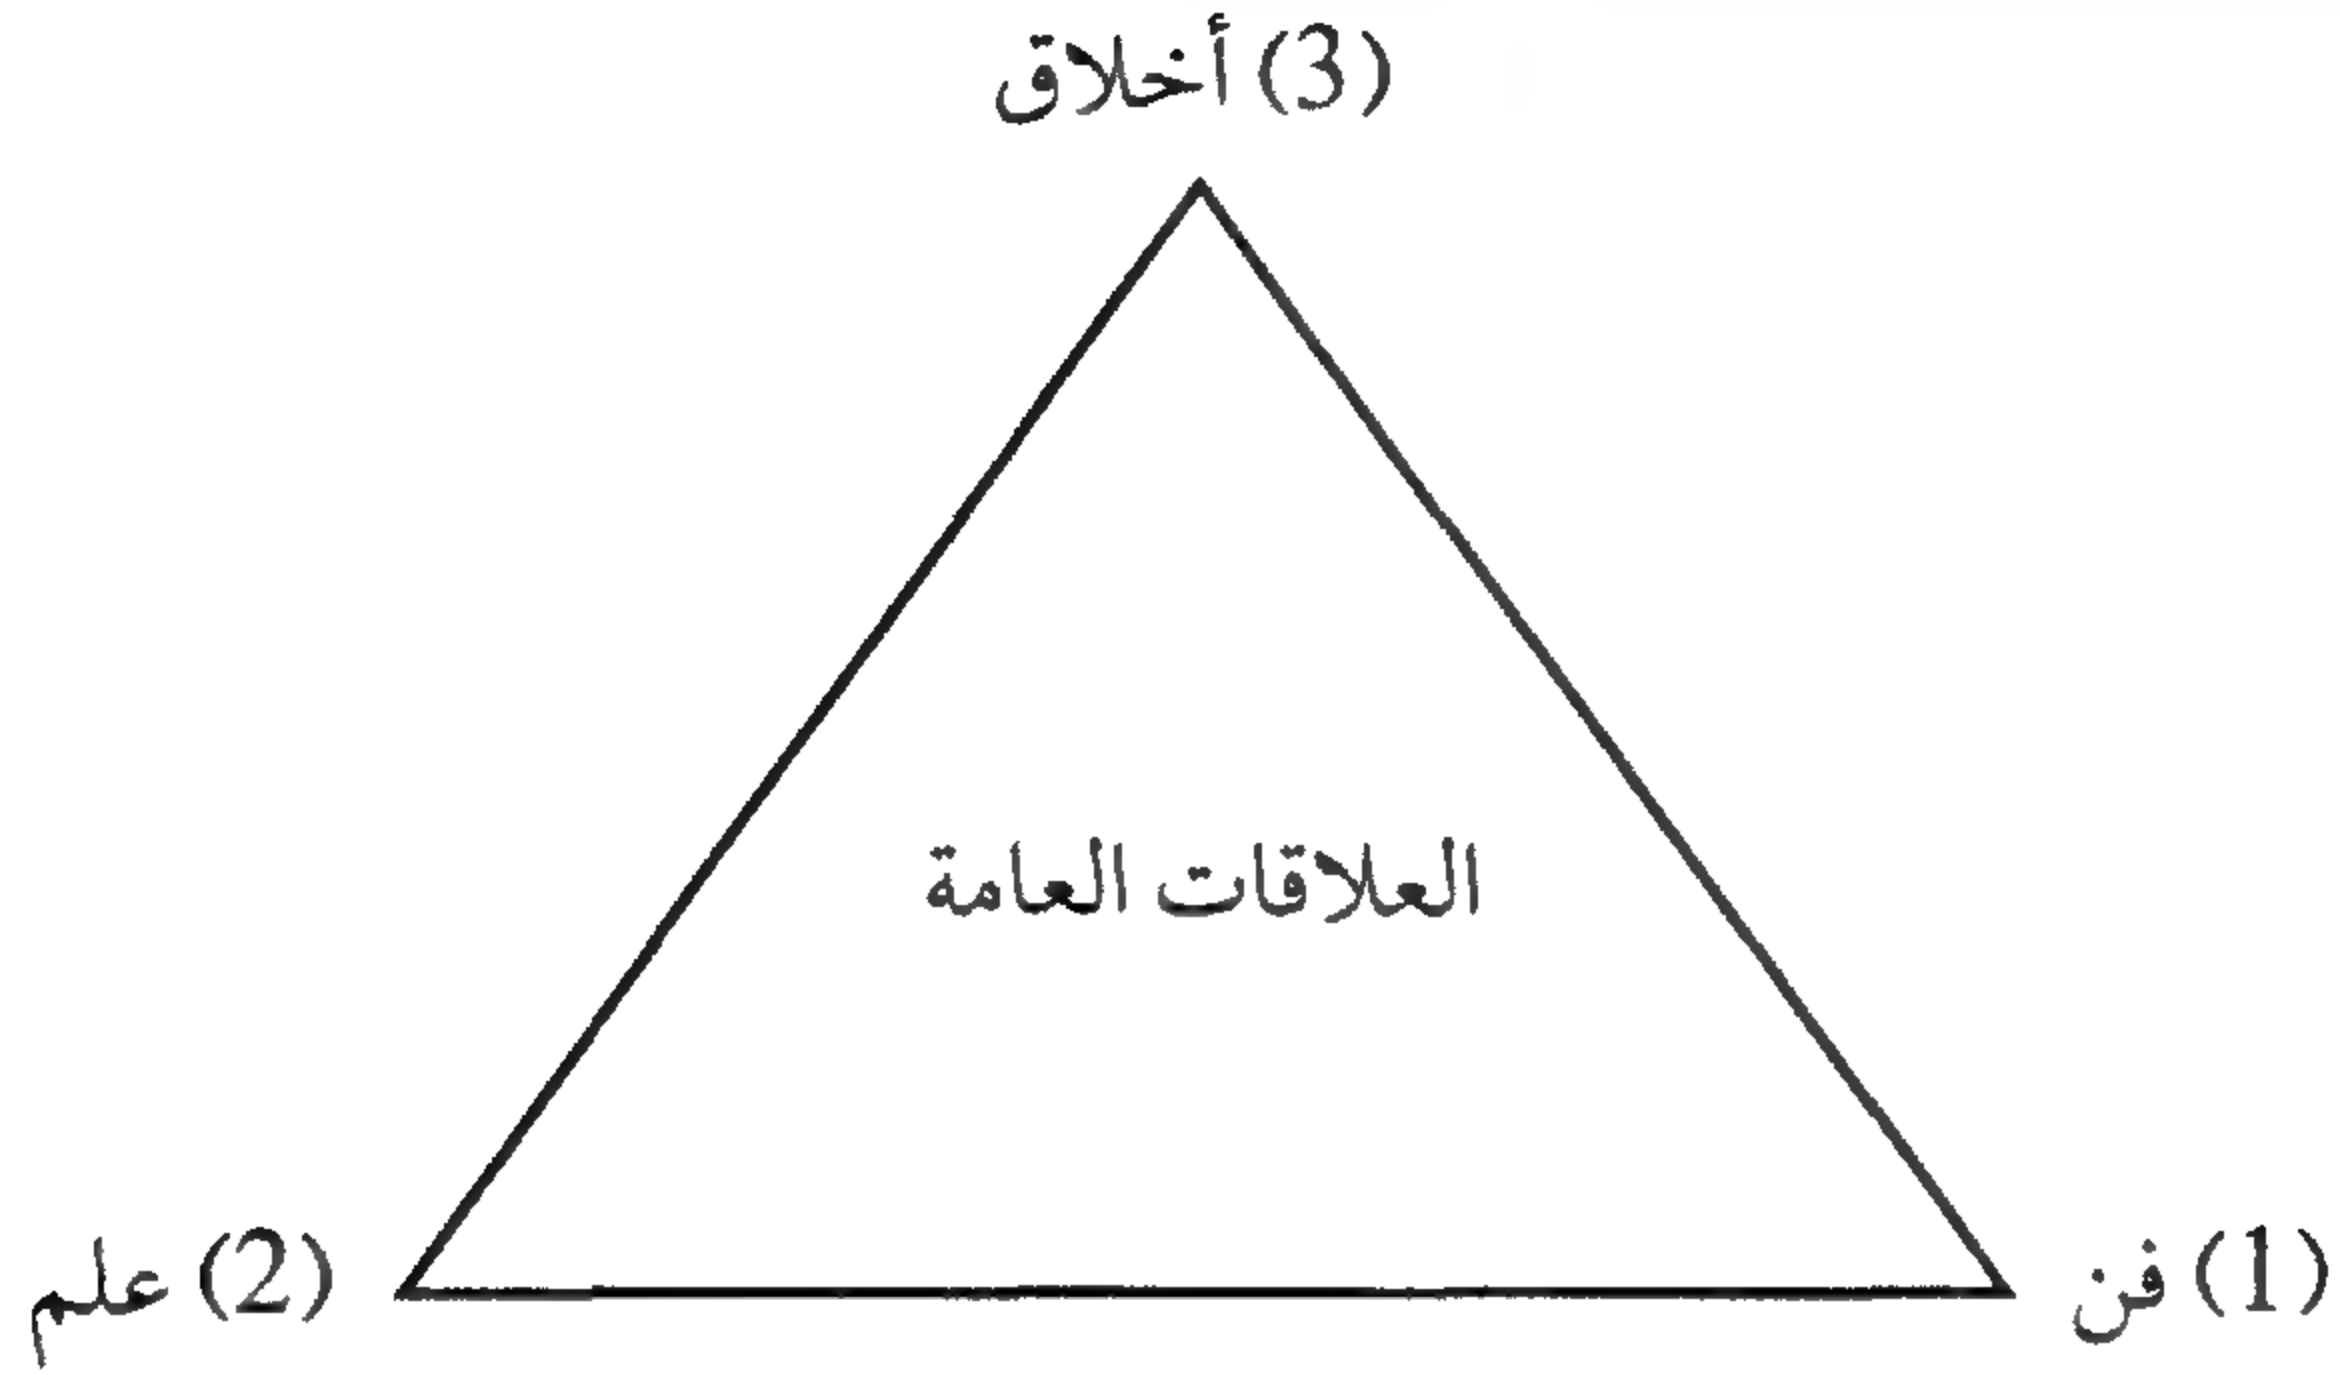 (3) أخلاق
العلاقات العامة
(1) فن
(2) علم